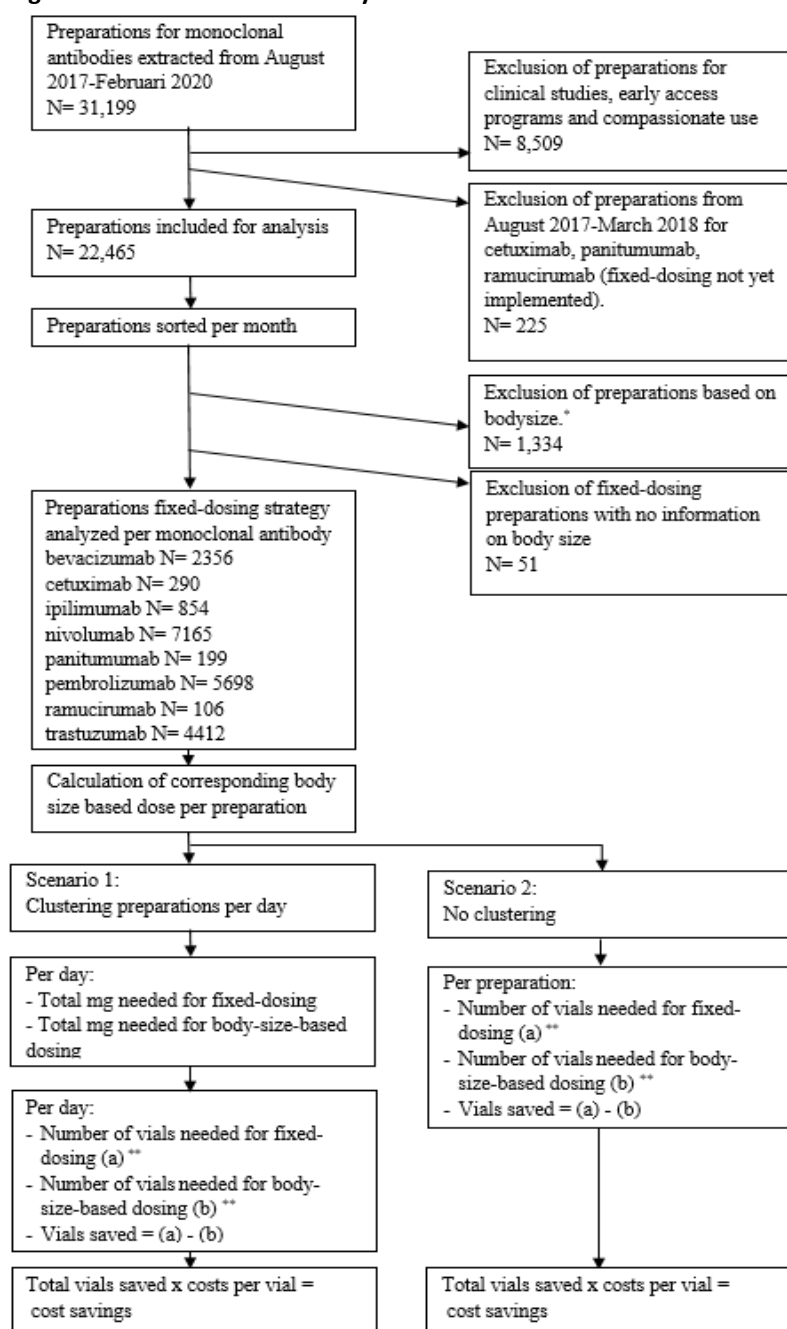 Preparations for monoclonal
antibodies extracted from August
2017-Februari 2020
N= 31,199
Exclusion of preparations for
clinical studies, early access
programs and compassionate use
N= 8,509
Exclusion of preparations from
August 2017-March 2018 for
cetuximab, panitumumab,
ramucirumab (fixed-dosing not yet
implemented).
N= 225
Preparations included for analysis
N= 22,465
Preparations sorted per month
Exclusion of preparations based on
bodysize.*
N= 1,334
Exclusion of fixed-dosing
preparations with no information
on body size
N= 51
Preparations fixed-dosing strategy
analyzed per monoclonal antibody
bevacizumab N= 2356
cetuximab N= 290
ipilimumab N= 854
nivolumab N= 7165
panitumumab N= 199
pembrolizumab N= 5698
ramucirumab N= 106
trastuzumab N= 4412
Calculation of corresponding body
size based dose per preparation
Scenario 1:
Clustering preparations per day
Per day:
- Total mg needed for fixed-dosing
- Total mg needed for body-size-based
dosing
Per day:
- Number of vials needed for fixed-
dosing (a) **
- Number of vials needed for body-
size-based dosing (b) **
- Vials saved = (a) - (b)
Total vials saved x costs per vial =
cost savings
Scenario 2:
No clustering
Per preparation:
- Number of vials needed for fixed-
dosing (a) **
- Number of vials needed for body-
size-based dosing (b) **
- Vials saved = (a) - (b)
Total vials saved x costs per vial =
cost savings